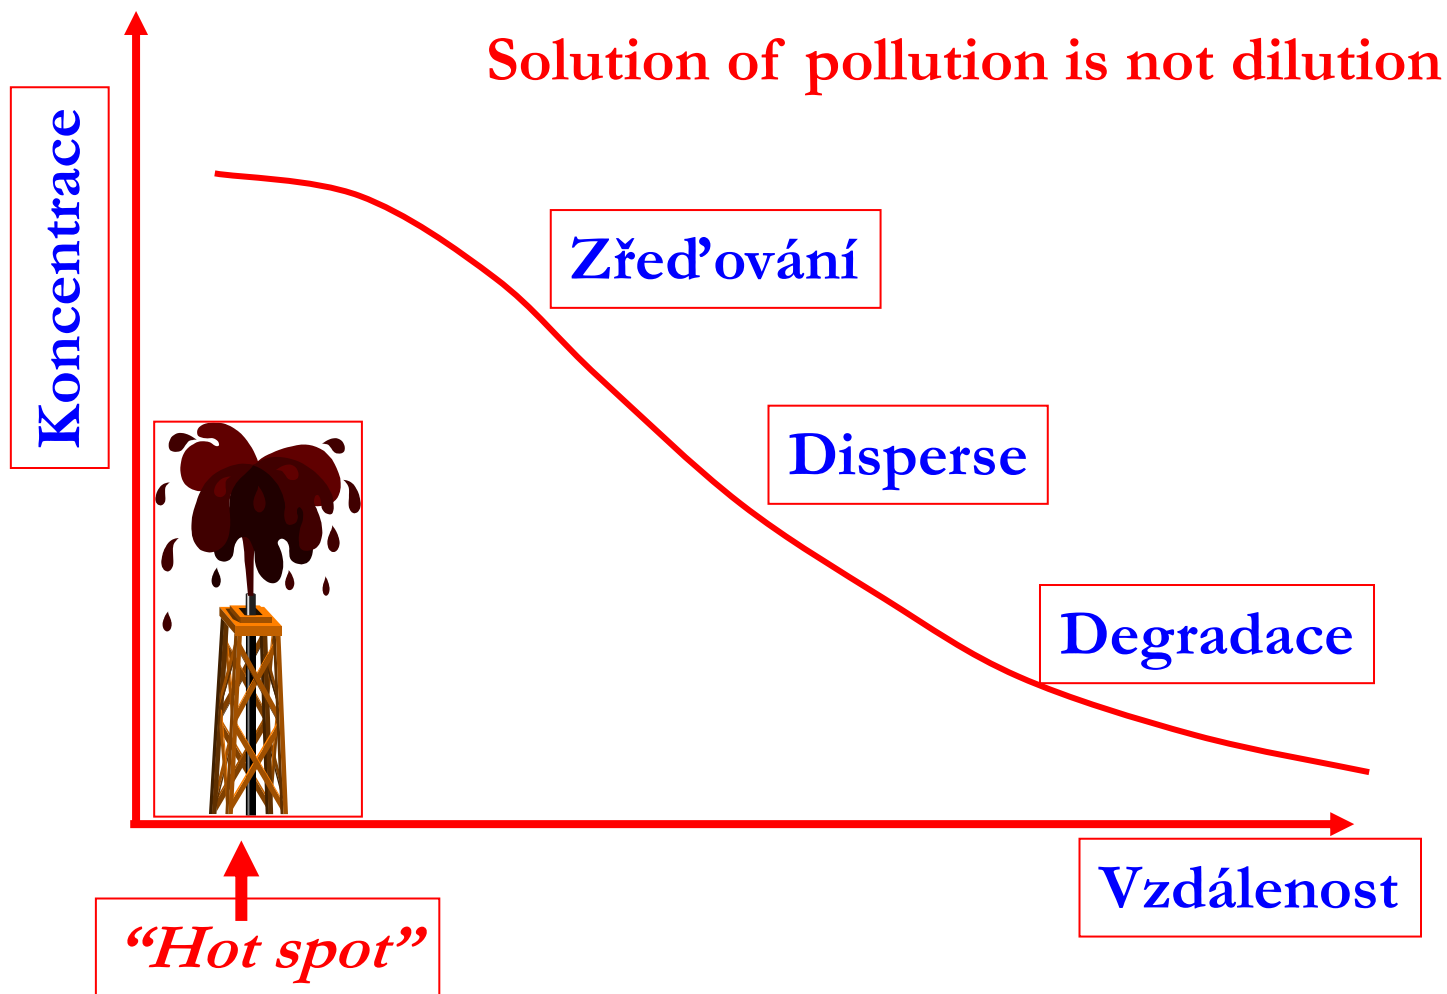 Solution of pollution is not dilution
Koncentrace
Zřeďování
Disperse
Degradace
Vzdálenost
“Hot spot”